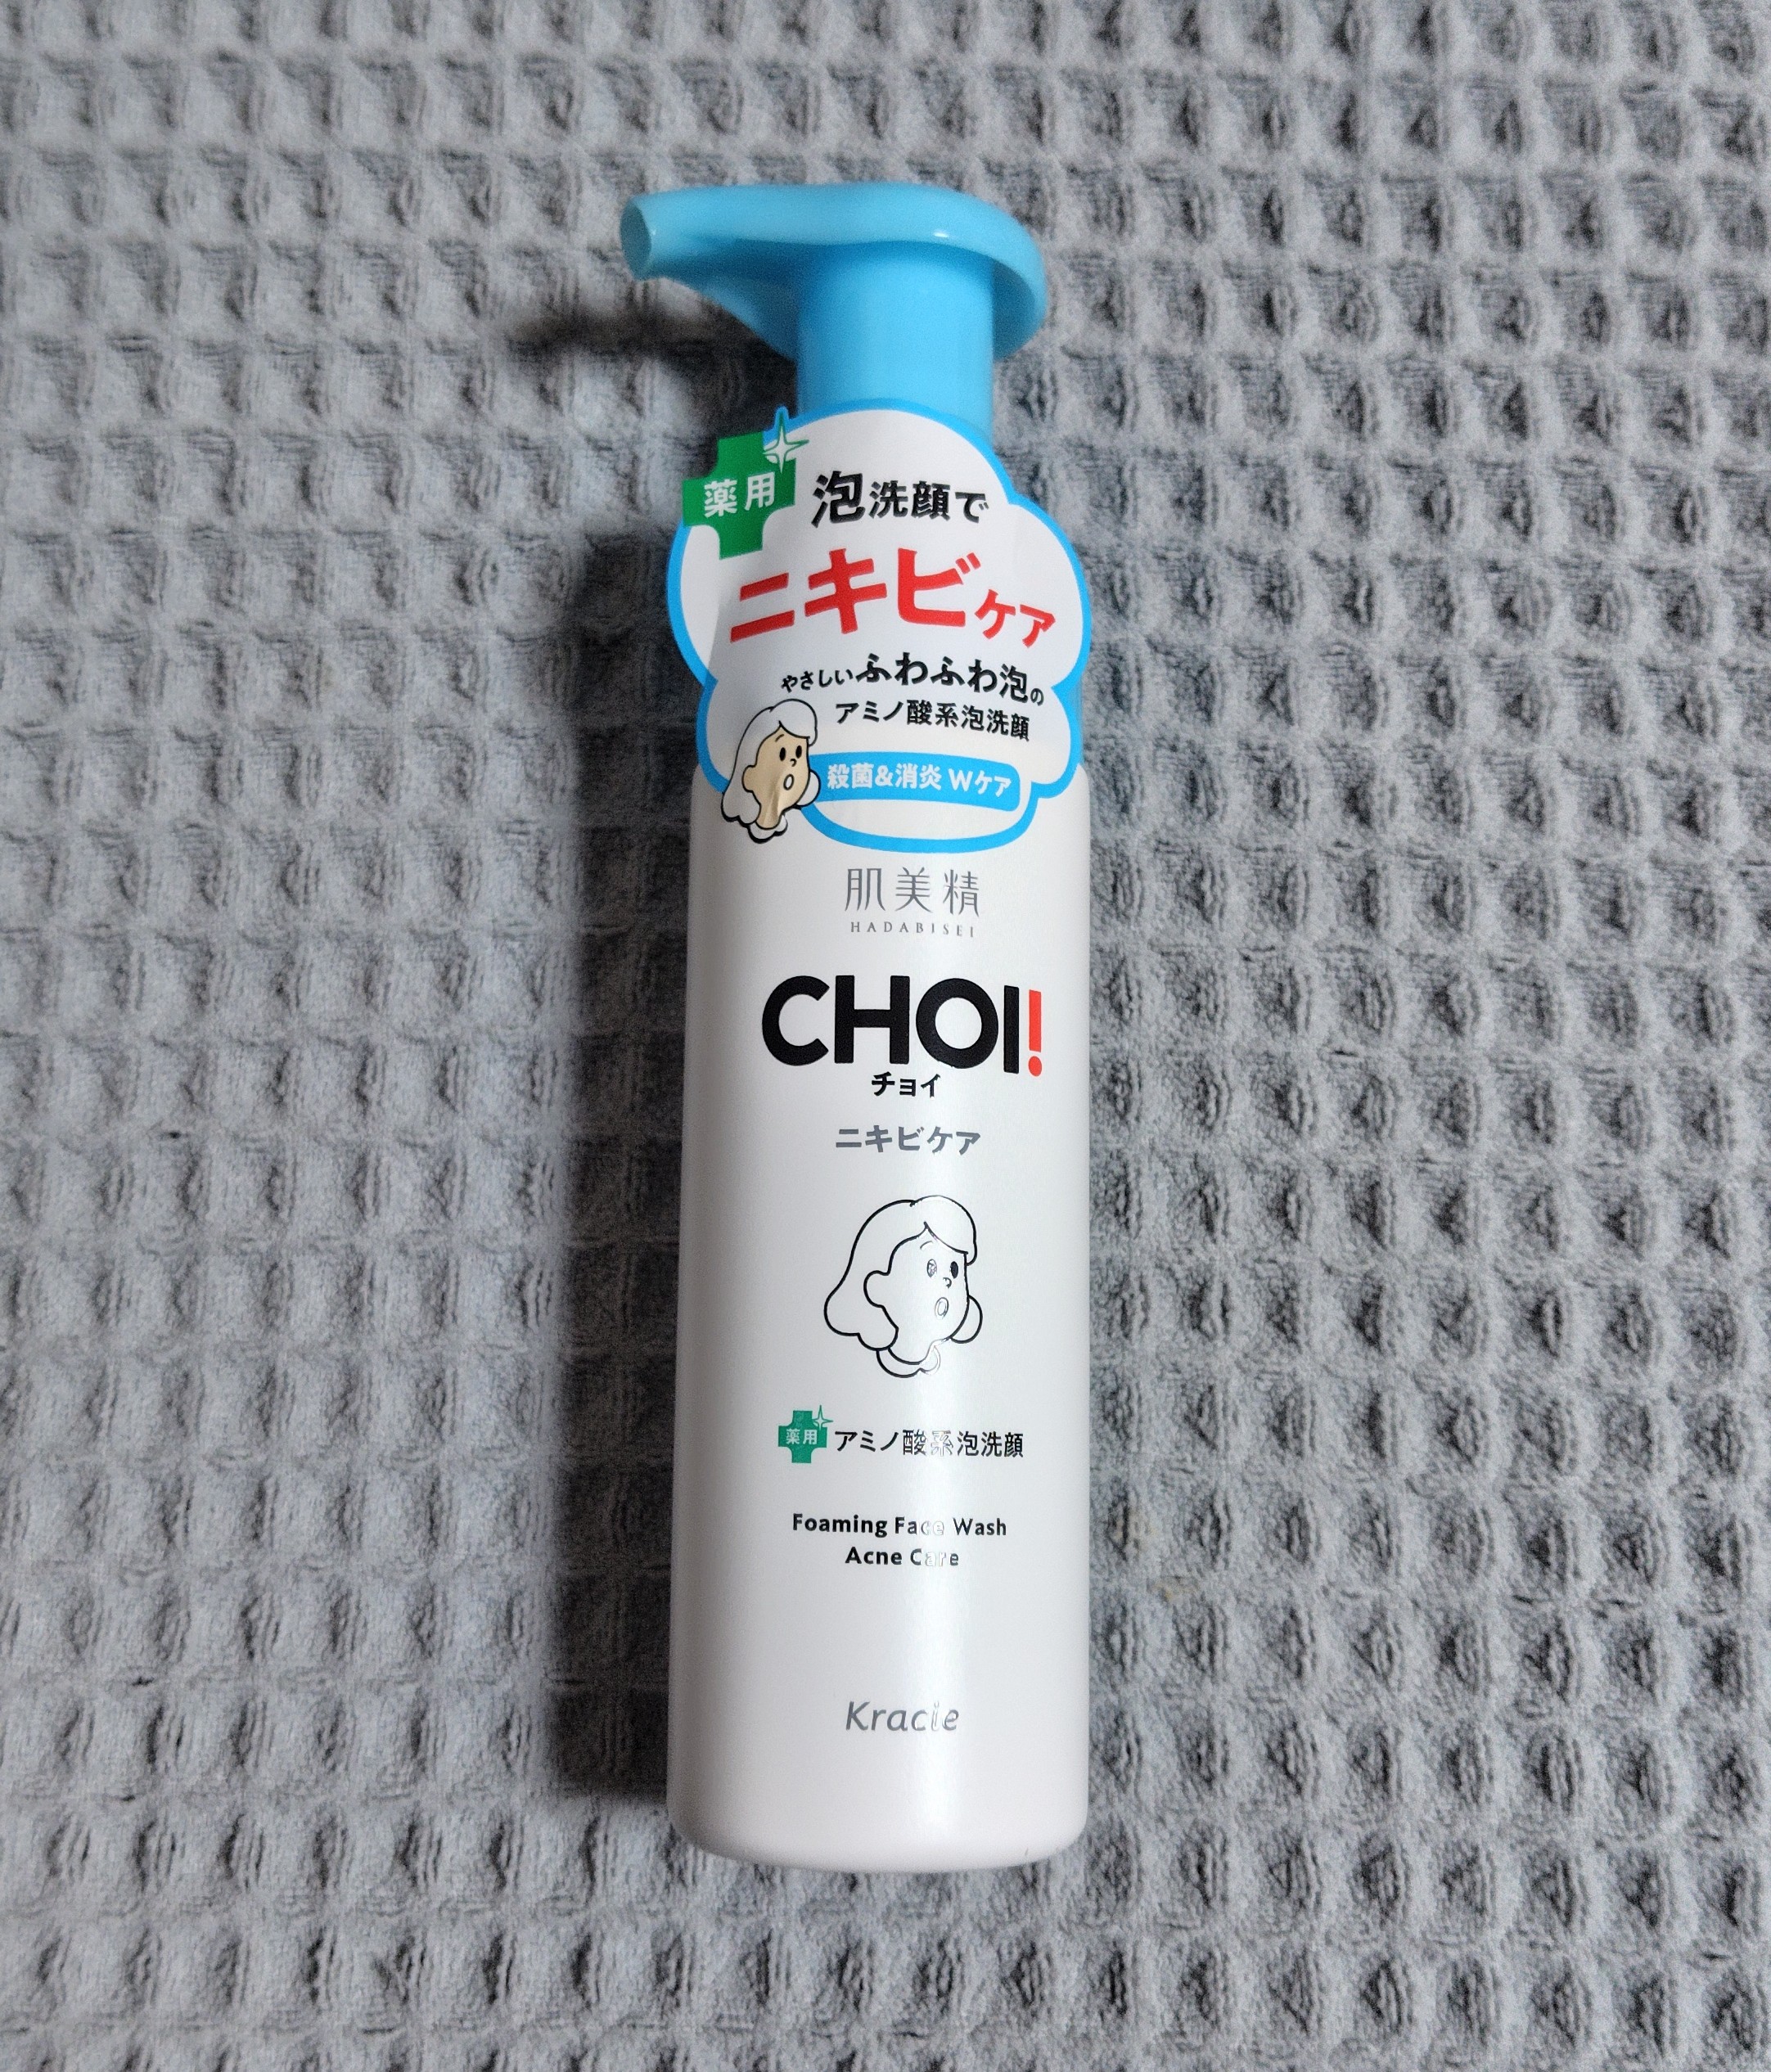 薬用
泡洗顔で
ニキビケア
やさしいふわふわ泡の
アミノ酸系泡洗顔
殺菌&消炎 Wケア
肌美精
HADABISEI
CHOI!
チョイ
ニキビケア
薬用 アミノ酸系泡洗顔
Foaming Face Wash
Acne Care
Kracie